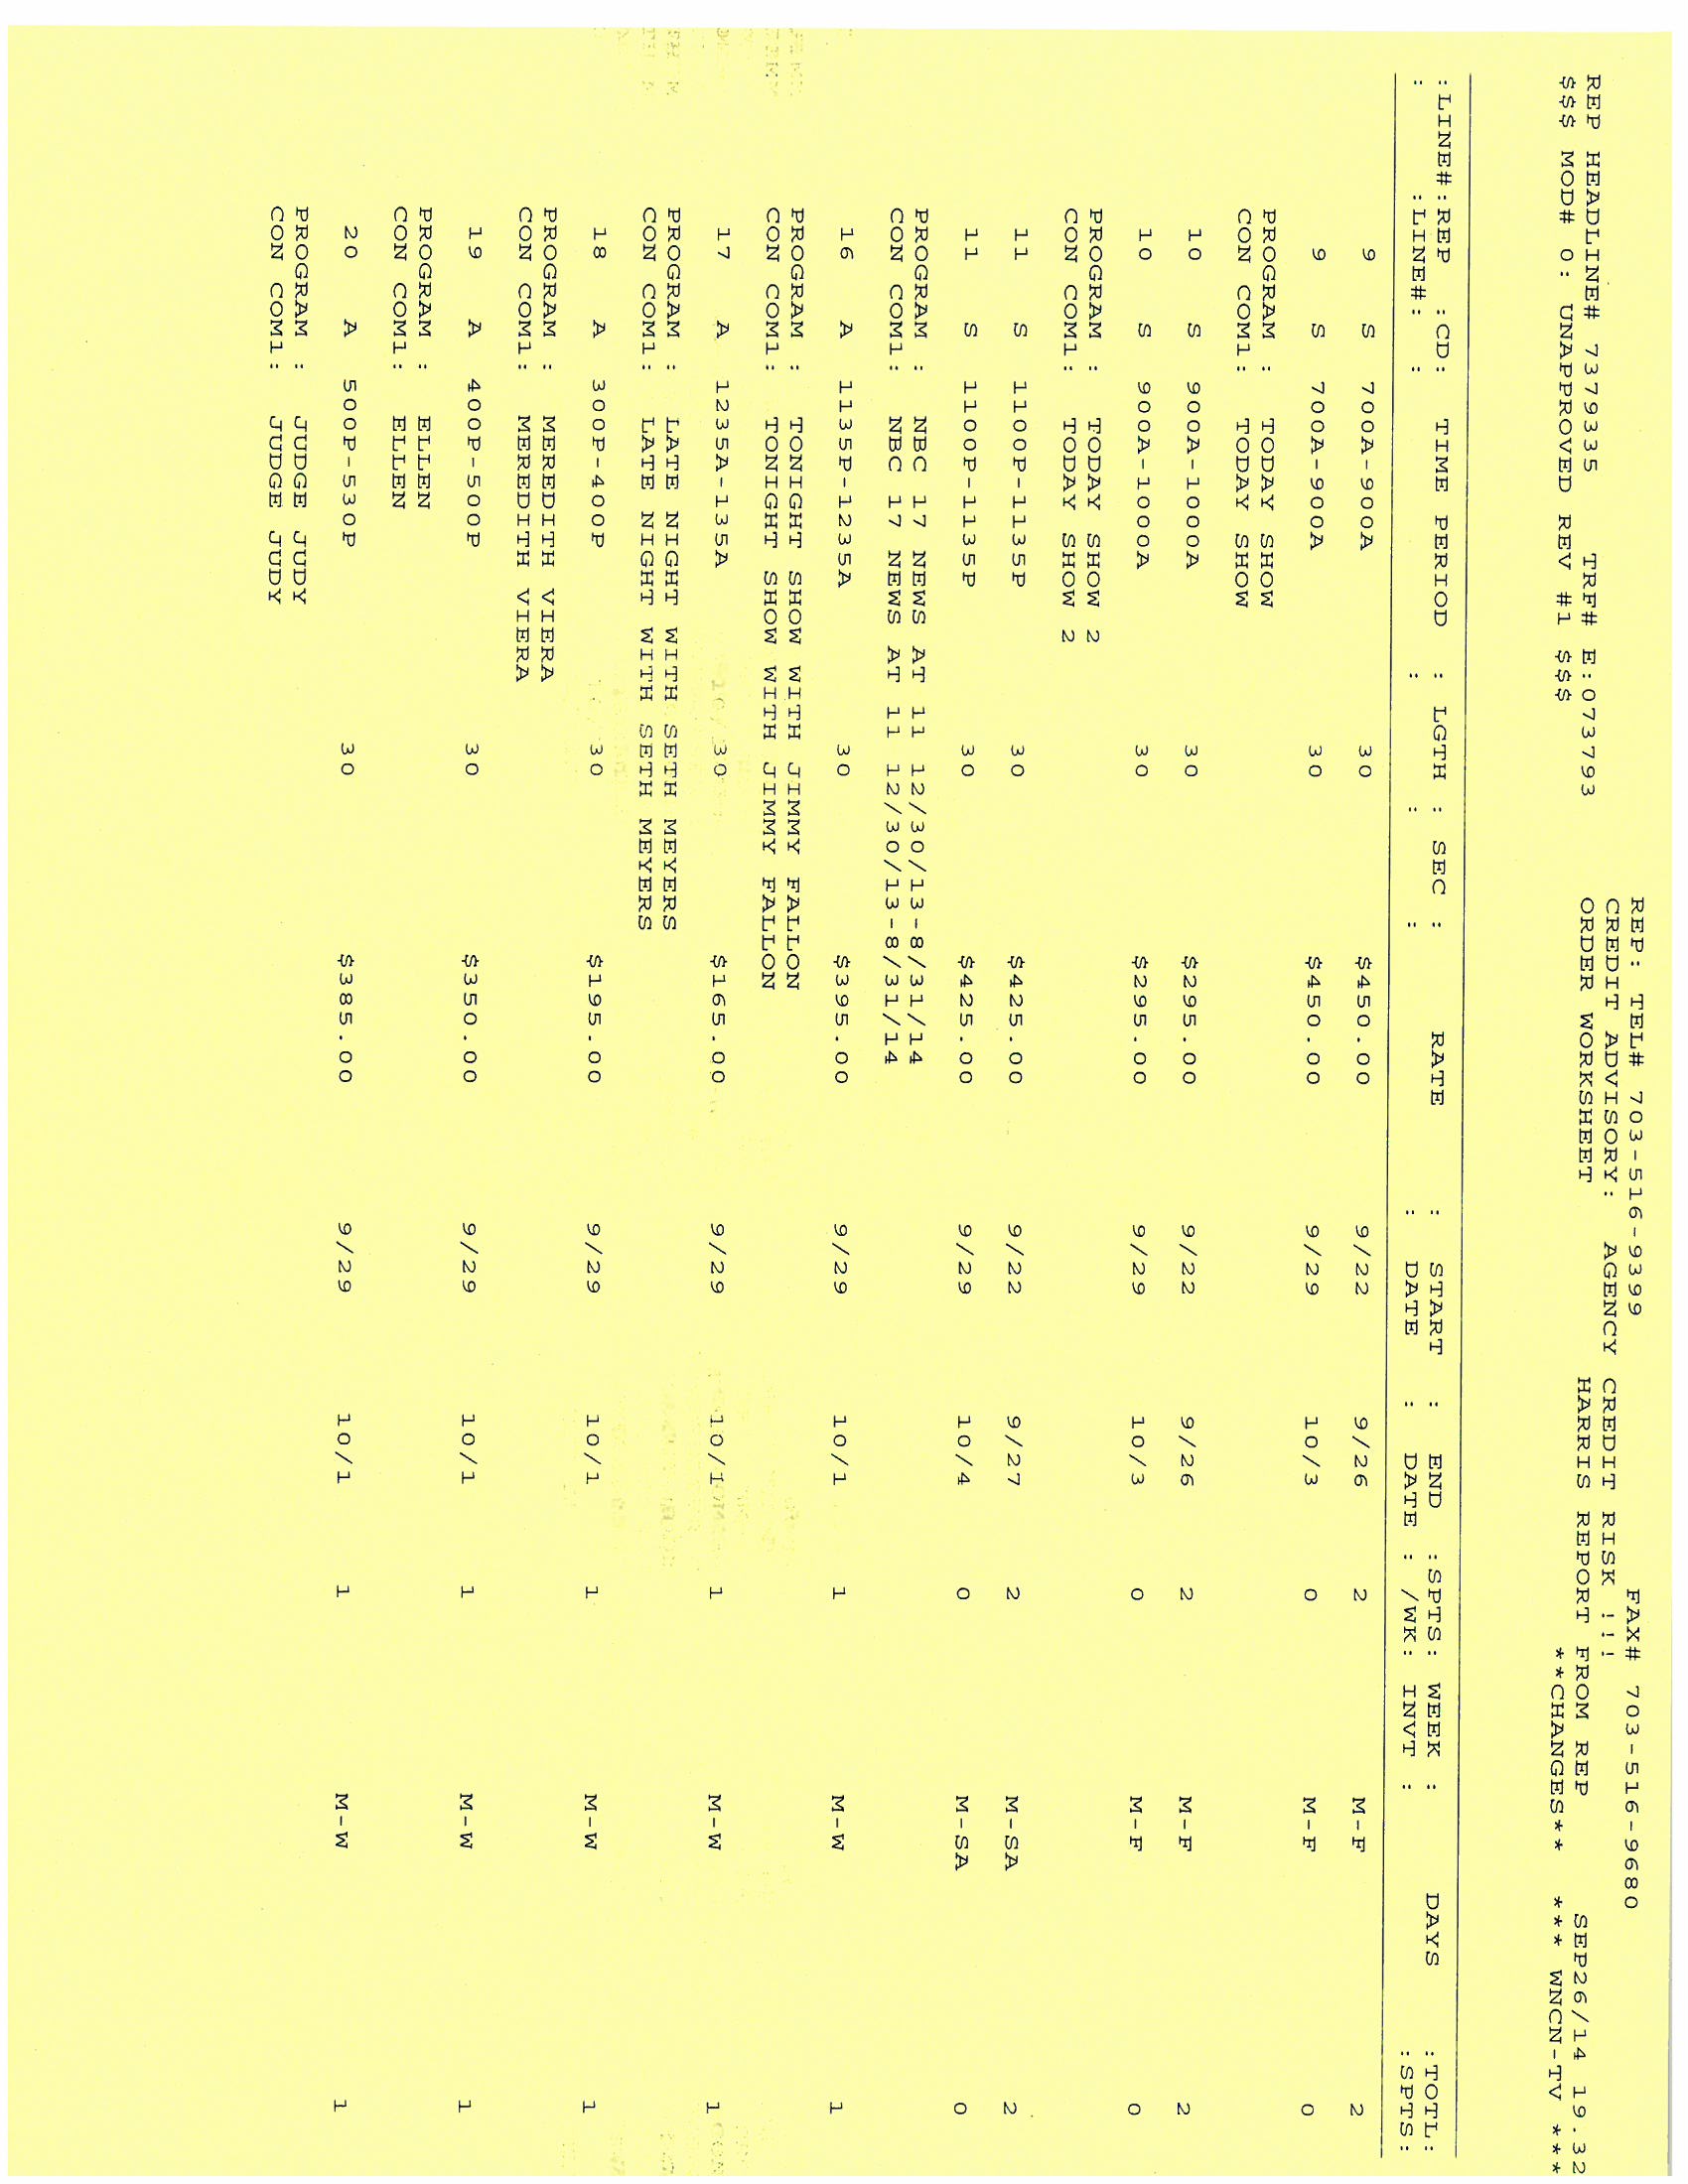 REP: TEL# 703-516-9399 FAX# 703-516-9680
CREDIT ADVISORY: AGENCY CREDIT RISK !!!
REP HEADLINE# 7379335 TRF# E:073793 ORDER WORKSHEET HARRIS REPORT FROM REP SEP26/14 19.32
$$$ MOD# 0: UNAPPROVED REV #1 $$$ **CHANGES** *** WNCN-TV ***
:LINE#:REP :CD: TIME PERIOD : LGTH : SEC : RATE : START : END :SPTS: WEEK : DAYS :TOTL:
: :LINE#: : : : : DATE : DATE : /WK: INVT : :SPTS:
9 S 700A-900A 30 $450.00 9/22 9/26 2 M-F 2
9 S 700A-900A 30 $450.00 9/29 10/3 0 M-F 0
PROGRAM : TODAY SHOW
CON COM1: TODAY SHOW
10 S 900A-1000A 30 $295.00 9/22 9/26 2 M-F 2
10 S 900A-1000A 30 $295.00 9/29 10/3 0 M-F 0
PROGRAM : TODAY SHOW 2
CON COM1: TODAY SHOW 2
11 S 1100P-1135P 30 $425.00 9/22 9/27 2 M-SA 2
11 S 1100P-1135P 30 $425.00 9/29 10/4 0 M-SA 0
PROGRAM : NBC 17 NEWS AT 11 12/30/13-8/31/14
CON COM1: NBC 17 NEWS AT 11 12/30/13-8/31/14
16 A 1135P-1235A 30 $395.00 9/29 10/1 1 M-W 1
PROGRAM : TONIGHT SHOW WITH JIMMY FALLON
CON COM1: TONIGHT SHOW WITH JIMMY FALLON
17 A 1235A-135A 30 $165.00 9/29 10/1 1 M-W 1
PROGRAM : LATE NIGHT WITH SETH MEYERS
CON COM1: LATE NIGHT WITH SETH MEYERS
18 A 300P-400P 30 $195.00 9/29 10/1 1 M-W 1
PROGRAM : MEREDITH VIERA
CON COM1: MEREDITH VIERA
19 A 400P-500P 30 $350.00 9/29 10/1 1 M-W 1
PROGRAM : ELLEN
CON COM1: ELLEN
20 A 500P-530P 30 $385.00 9/29 10/1 1 M-W 1
PROGRAM : JUDGE JUDY
CON COM1: JUDGE JUDY